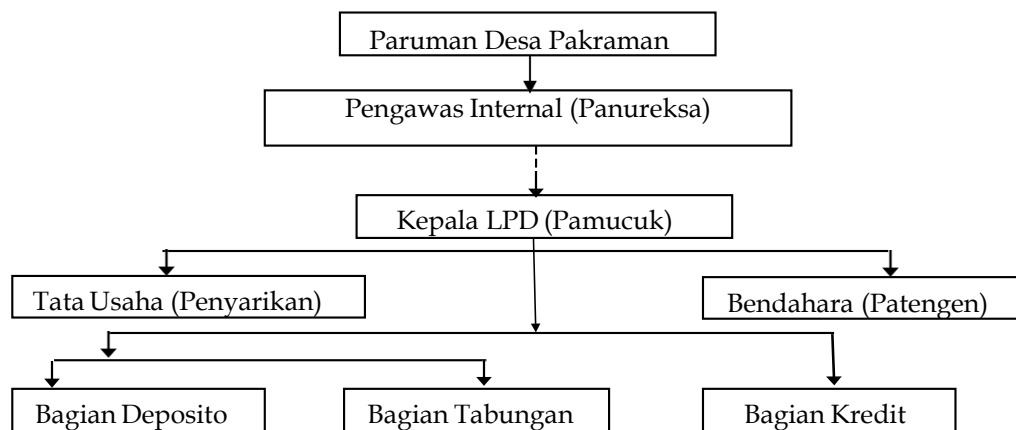 Paruman Desa Pakraman
Pengawas Internal (Panureksa)
Kepala LPD (Pamucuk)
Tata Usaha (Penyarikan)
Bendahara (Patengen)
Bagian Deposito
Bagian Tabungan
Bagian Kredit